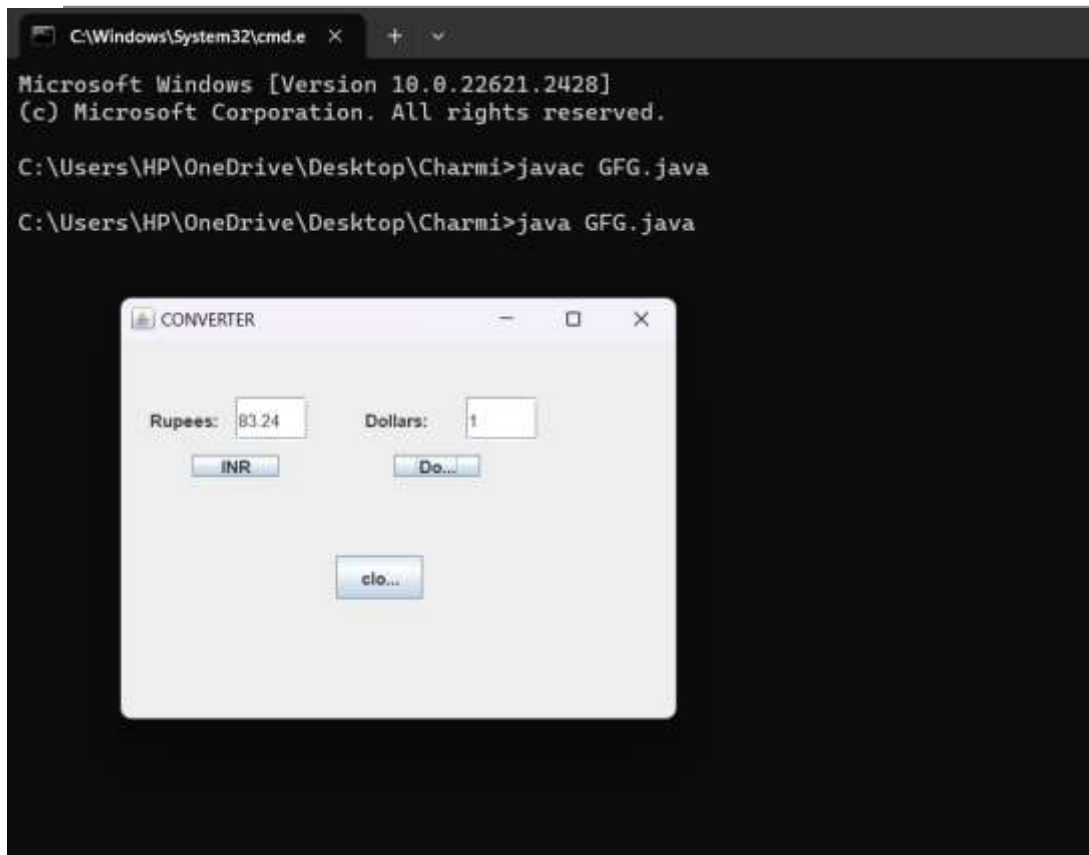 C:\Windows\System32\cmd.e
Microsoft Windows [Version 10.0.22621.2428]
(c) Microsoft Corporation. All rights reserved.
C:\Users\HP\OneDrive\Desktop\Charmi>javac GFG.java
C:\Users\HP\OneDrive\Desktop\Charmi>java GFG.java
CONVERTER
Rupees: 83.24 Dollars: 1
INR Do...
clo...